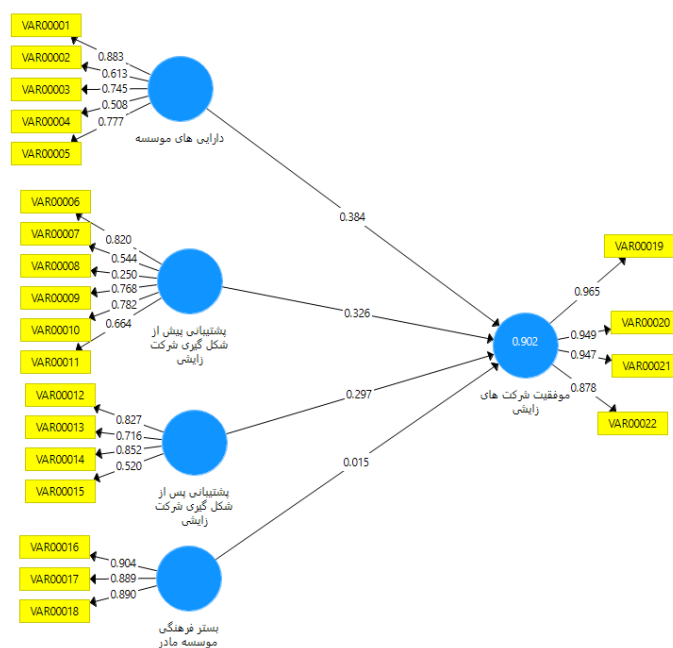 VAR00001
VAR00002
VAR00003
VAR00004
VAR00005
0.883
0.613
0.745
0.508
0.777
دارایی های موسسه
0.384
VAR00006
VAR00007
VAR00008
VAR00009
VAR00010
VAR00011
0.820
0.544
0.250
0.768
0.782
0.664
پشتیبانی پیش از
شکل گیری شرکت
زایشی
0.326
VAR00012
VAR00013
VAR00014
VAR00015
0.827
0.716
0.852
0.520
پشتیبانی پس از
شکل گیری شرکت
زایشی
0.297
VAR00016
VAR00017
VAR00018
0.904
0.889
0.890
بستر فرهنگی
موسسه مادر
0.015
0.902
موفقیت شرکت های
زایشی
0.965
0.949
0.947
0.878
VAR00019
VAR00020
VAR00021
VAR00022